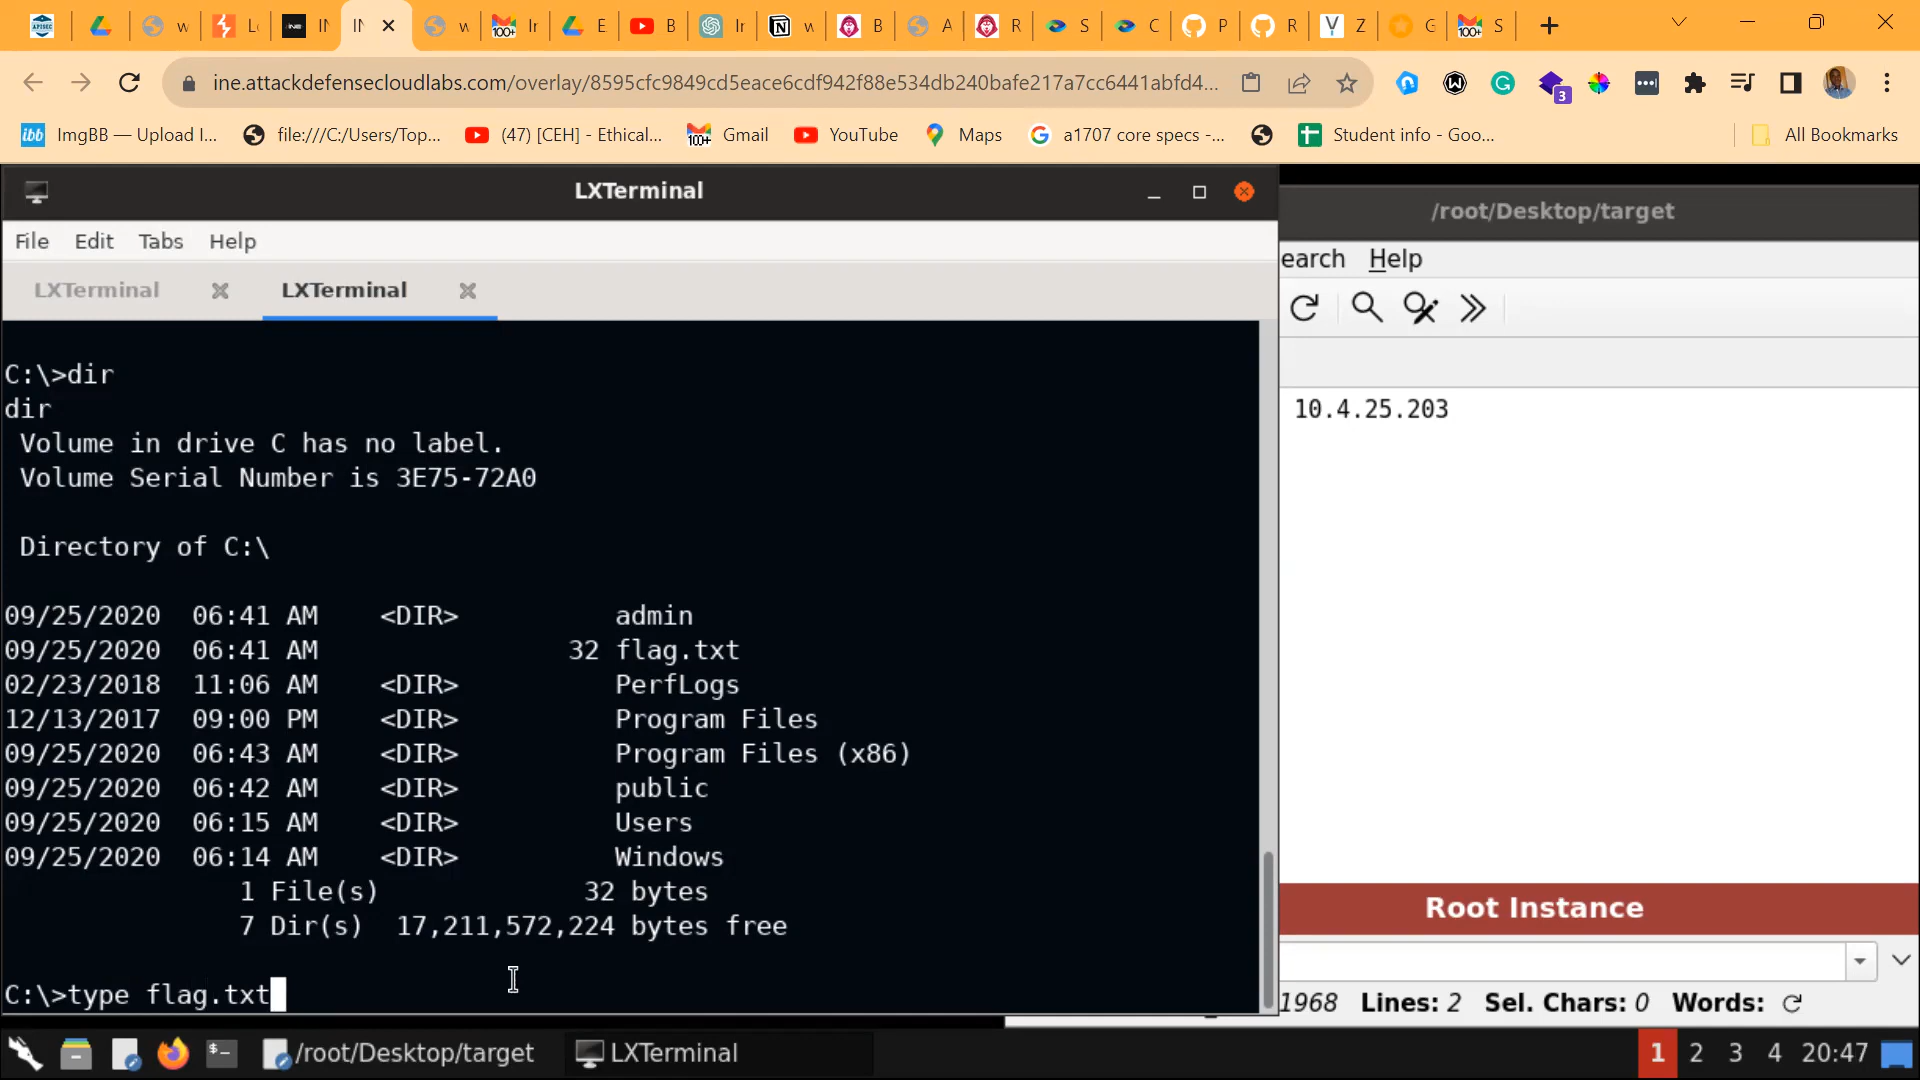 w
L
IN
IN
w
Ir
E
B
Ir
w
B
A
R
S
C
P
R
Z
G
S
ine.attackdefensecloudlabs.com/overlay/8595cfc9849cd5eace6cdf942f88e534db240bafe217a7cc6441abfd4...
3
ibb ImgBB — Upload I...
file:///C:/Users/Top...
(47) [CEH] - Ethical...
100+ Gmail
YouTube
Maps
a1707 core specs -...
Student info - Goo...
All Bookmarks
LXTerminal
/root/Desktop/target
File Edit Tabs Help
earch Help
LXTerminal
LXTerminal
C:\>dir
dir
Volume in drive C has no label.
Volume Serial Number is 3E75-72A0
Directory of C:\
09/25/2020 06:41 AM <DIR> admin
09/25/2020 06:41 AM 32 flag.txt
02/23/2018 11:06 AM <DIR> PerfLogs
12/13/2017 09:00 PM <DIR> Program Files
09/25/2020 06:43 AM <DIR> Program Files (x86)
09/25/2020 06:42 AM <DIR> public
09/25/2020 06:15 AM <DIR> Users
09/25/2020 06:14 AM <DIR> Windows
1 File(s) 32 bytes
7 Dir(s) 17,211,572,224 bytes free
C:\>type flag.txt
10.4.25.203
Root Instance
1968 Lines: 2 Sel. Chars: 0 Words:
/root/Desktop/target
LXTerminal
1 2 3 4 20:47